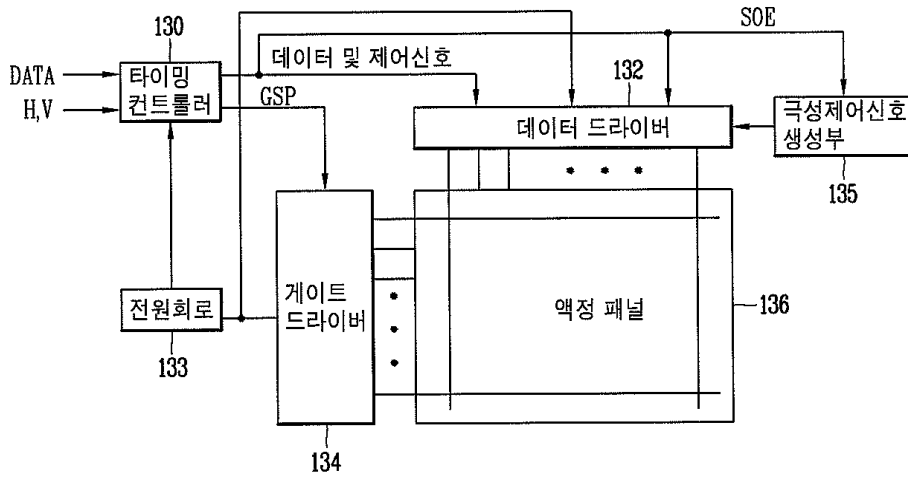 130
SOE
DATA
타이밍
컨트롤러
데이터 및 제어신호
H,V
GSP
132
데이터 드라이버
극성제어신호
생성부
135
게이트
드라이버
액정 패널
136
전원회로
133
134